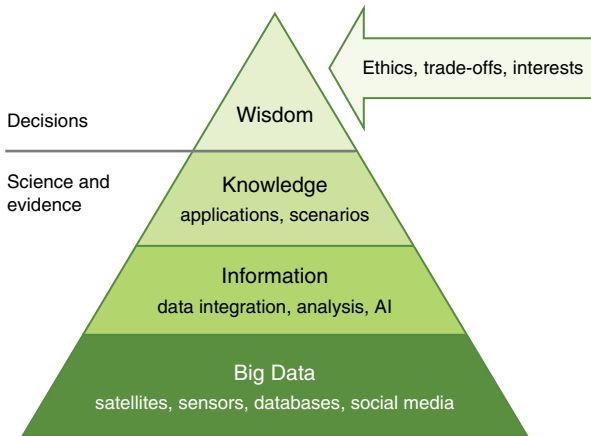 Ethics, trade-offs, interests
Wisdom
Decisions
Science and
evidence
Knowledge
applications, scenarios
Information
data integration, analysis, AI
Big Data
satellites, sensors, databases, social media